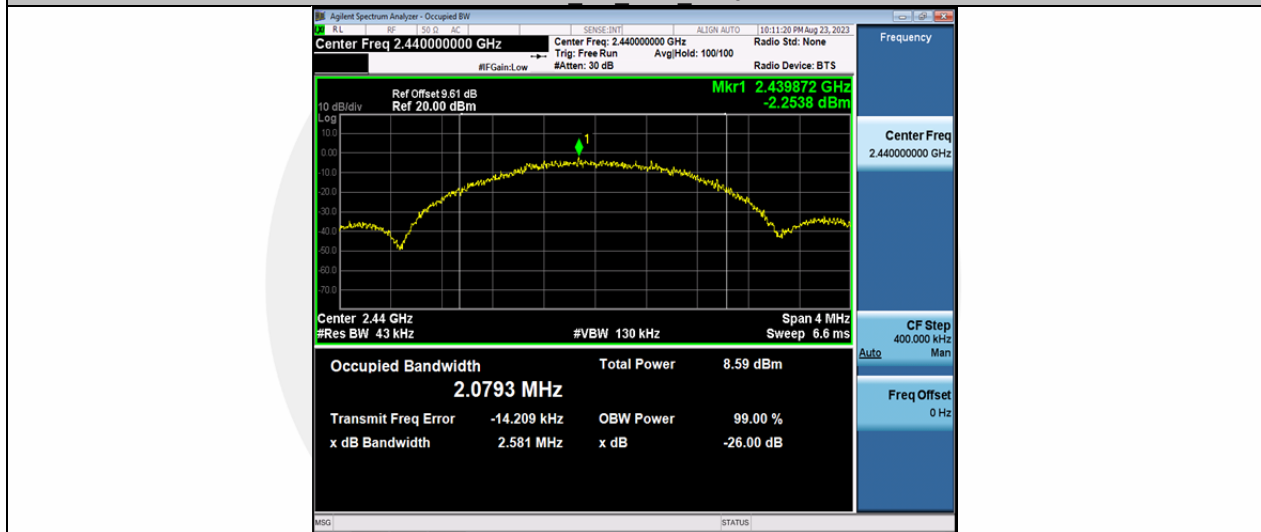 Agilent Spectrum Analyzer - Occupied BW
RL RF 50 Ω AC SENSE:INT ALIGN AUTO 10:11:20 PM Aug 23, 2023
Center Freq 2.440000000 GHz
Center Freq: 2.440000000 GHz
Radio Std: None
Trig: Free Run Avg|Hold: 100/100
#IFGain:Low #Atten: 30 dB Radio Device: BTS
Frequency
Ref Offset 9.61 dB
10 dB/div Ref 20.00 dBm
Mkr1 2.439872 GHz
-2.2538 dBm
Log
10.0
0.00
-10.0
-20.0
-30.0
-40.0
-50.0
-60.0
-70.0
1
Center 2.44 GHz Span 4 MHz
#Res BW 43 kHz #VBW 130 kHz Sweep 6.6 ms
Occupied Bandwidth Total Power 8.59 dBm
2.0793 MHz
Transmit Freq Error -14.209 kHz OBW Power 99.00 %
x dB Bandwidth 2.581 MHz x dB -26.00 dB
Center Freq
2.440000000 GHz
CF Step
400.000 kHz
Auto Man
Freq Offset
0 Hz
MSG STATUS